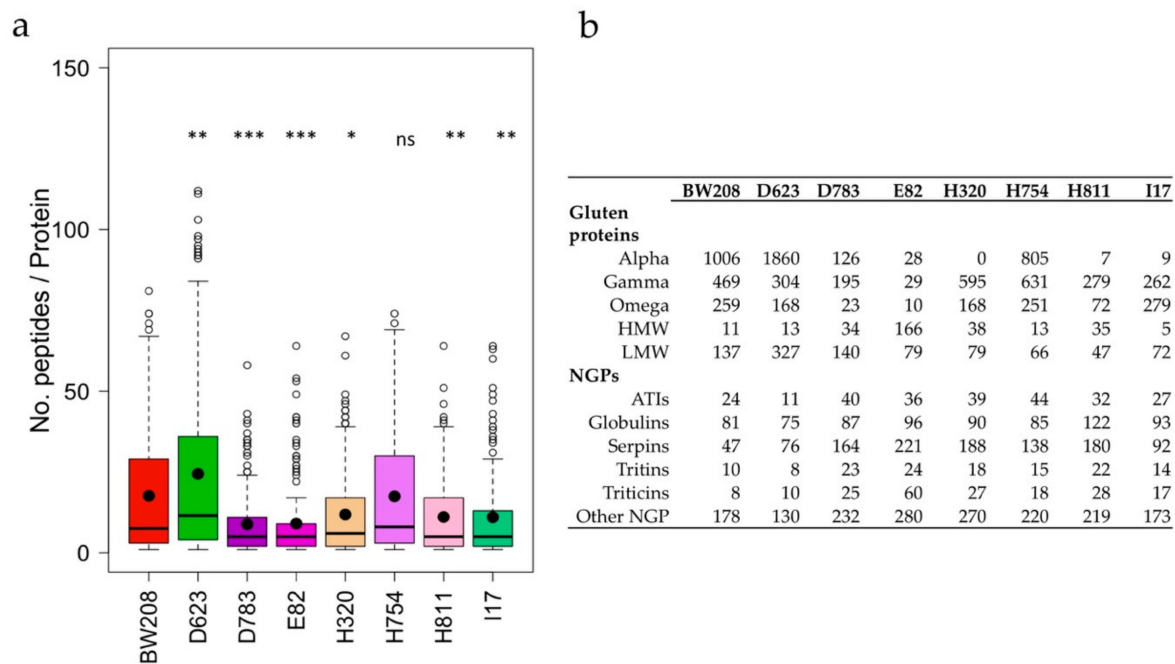 a
No. peptides / Protein
150
100
50
0
** *** *** * ns ** **
BW208 D623 D783 E82 H320 H754 H811 I17
b
BW208 D623 D783 E82 H320 H754 H811 I17
Gluten
proteins
Alpha 1006 1860 126 28 0 805 7 9
Gamma 469 304 195 29 595 631 279 262
Omega 259 168 23 10 168 251 72 279
HMW 11 13 34 166 38 13 35 5
LMW 137 327 140 79 79 66 47 72
NGPs
ATIs 24 11 40 36 39 44 32 27
Globulins 81 75 87 96 90 85 122 93
Serpins 47 76 164 221 188 138 180 92
Tritins 10 8 23 24 18 15 22 14
Triticins 8 10 25 60 27 18 28 17
Other NGP 178 130 232 280 270 220 219 173